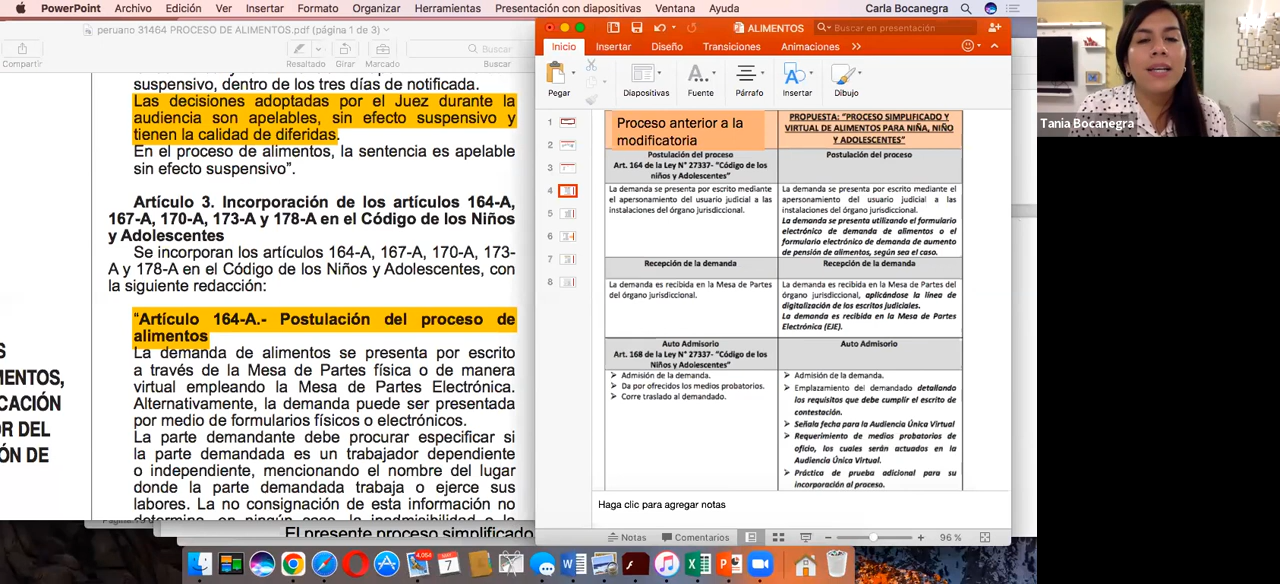 PowerPoint Archivo Edición Ver Insertar Formato Organizar Herramientas Presentación con diapositivas Ventana Ayuda Carla Bocanegra
peruano 31464 PROCESO DE ALIMENTOS.pdf (página 1 de 3)
Compartir
Resaltado Girar Marcado
Buscar
Buscar
suspensivo, dentro de los tres días de notificada.
Las decisiones adoptadas por el Juez durante la
audiencia son apelables, sin efecto suspensivo y
tienen la calidad de diferidas.
En el proceso de alimentos, la sentencia es apelable
sin efecto suspensivo”.
Artículo 3. Incorporación de los artículos 164-A,
167-A, 170-A, 173-A y 178-A en el Código de los Niños
y Adolescentes
Se incorporan los artículos 164-A, 167-A, 170-A, 173-
A y 178-A en el Código de los Niños y Adolescentes, con
la siguiente redacción:
“Artículo 164-A.- Postulación del proceso de
alimentos
La demanda de alimentos se presenta por escrito
a través de la Mesa de Partes física o de manera
virtual empleando la Mesa de Partes Electrónica.
Alternativamente, la demanda puede ser presentada
por medio de formularios físicos o electrónicos.
La parte demandante debe procurar especificar si
la parte demandada es un trabajador dependiente
o independiente, mencionando el nombre del lugar
donde la parte demandada trabaja o ejerce sus
labores. La no consignación de esta información no
S
MENTOS,
CACIÓN
OR DEL
ÓN DE
El presente proceso simplificado
ALIMENTOS
Buscar en presentación
Inicio Insertar Diseño Transiciones Animaciones
Pegar Diapositivas Fuente Párrafo Insertar Dibujo
1
2
3
4
5
6
7
8
Proceso anterior a la
modificatoria
Postulación del proceso
Art. 164 de la Ley N° 27337- “Código de los
niños y Adolescentes”
La demanda se presenta por escrito mediante
el apersonamiento del usuario judicial a las
instalaciones del órgano jurisdiccional.
Recepción de la demanda
La demanda es recibida en la Mesa de Partes
del órgano jurisdiccional.
Auto Admisorio
Art. 168 de la Ley N° 27337- “Código de los
Niños y Adolescentes”
➢ Admisión de la demanda.
➢ Da por ofrecidos los medios probatorios.
➢ Corre traslado al demandado.
PROPUESTA: “PROCESO SIMPLIFICADO Y
VIRTUAL DE ALIMENTOS PARA NIÑA, NIÑO
Y ADOLESCENTES”
Postulación del proceso
La demanda se presenta por escrito mediante el
apersonamiento del usuario judicial a las
instalaciones del órgano jurisdiccional.
La demanda se presenta utilizando el formulario
electrónico de demanda de alimentos o el
formulario electrónico de demanda de aumento
de pensión de alimentos, según sea el caso.
Recepción de la demanda
La demanda es recibida en la Mesa de Partes del
órgano jurisdiccional, aplicándose la línea de
digitalización de los escritos judiciales.
La demanda es recibida en la Mesa de Partes
Electrónica (EJE).
Auto Admisorio
➢ Admisión de la demanda.
➢ Emplazamiento del demandado detallando
los requisitos que debe cumplir el escrito de
contestación.
➢ Señala fecha para la Audiencia Única Virtual
➢ Requerimiento de medios probatorios de
oficio, los cuales serán actuados en la
Audiencia Única Virtual.
➢ Práctica de prueba adicional para su
incorporación al proceso.
Haga clic para agregar notas
Notas Comentarios 96 %
Tania Bocanegra
4,064
7